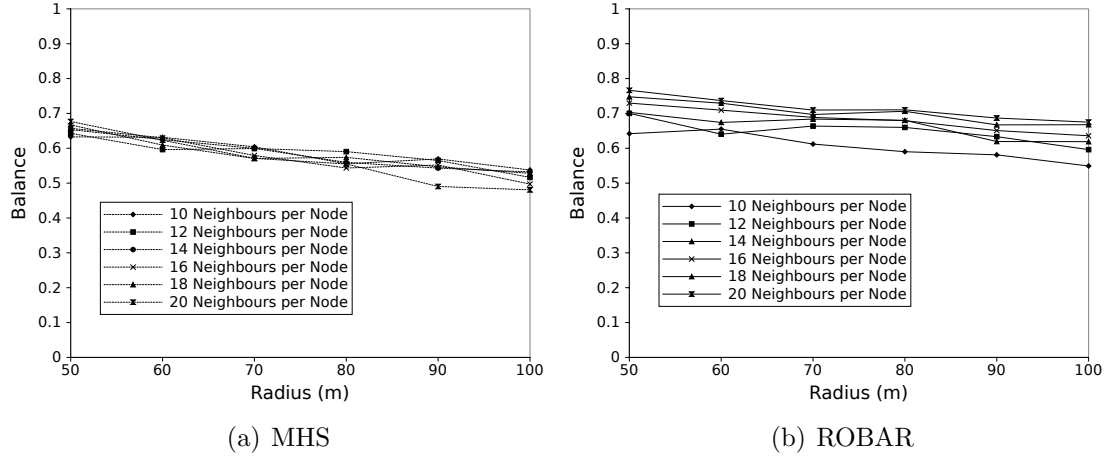 1
0.9
0.8
0.7
0.6
0.5
0.4
0.3
0.2
0.1
0
Balance
10 Neighbours per Node
12 Neighbours per Node
14 Neighbours per Node
16 Neighbours per Node
18 Neighbours per Node
20 Neighbours per Node
50 60 70 80 90 100
Radius (m)
(a) MHS
1
0.9
0.8
0.7
0.6
0.5
0.4
0.3
0.2
0.1
0
Balance
10 Neighbours per Node
12 Neighbours per Node
14 Neighbours per Node
16 Neighbours per Node
18 Neighbours per Node
20 Neighbours per Node
50 60 70 80 90 100
Radius (m)
(b) ROBAR